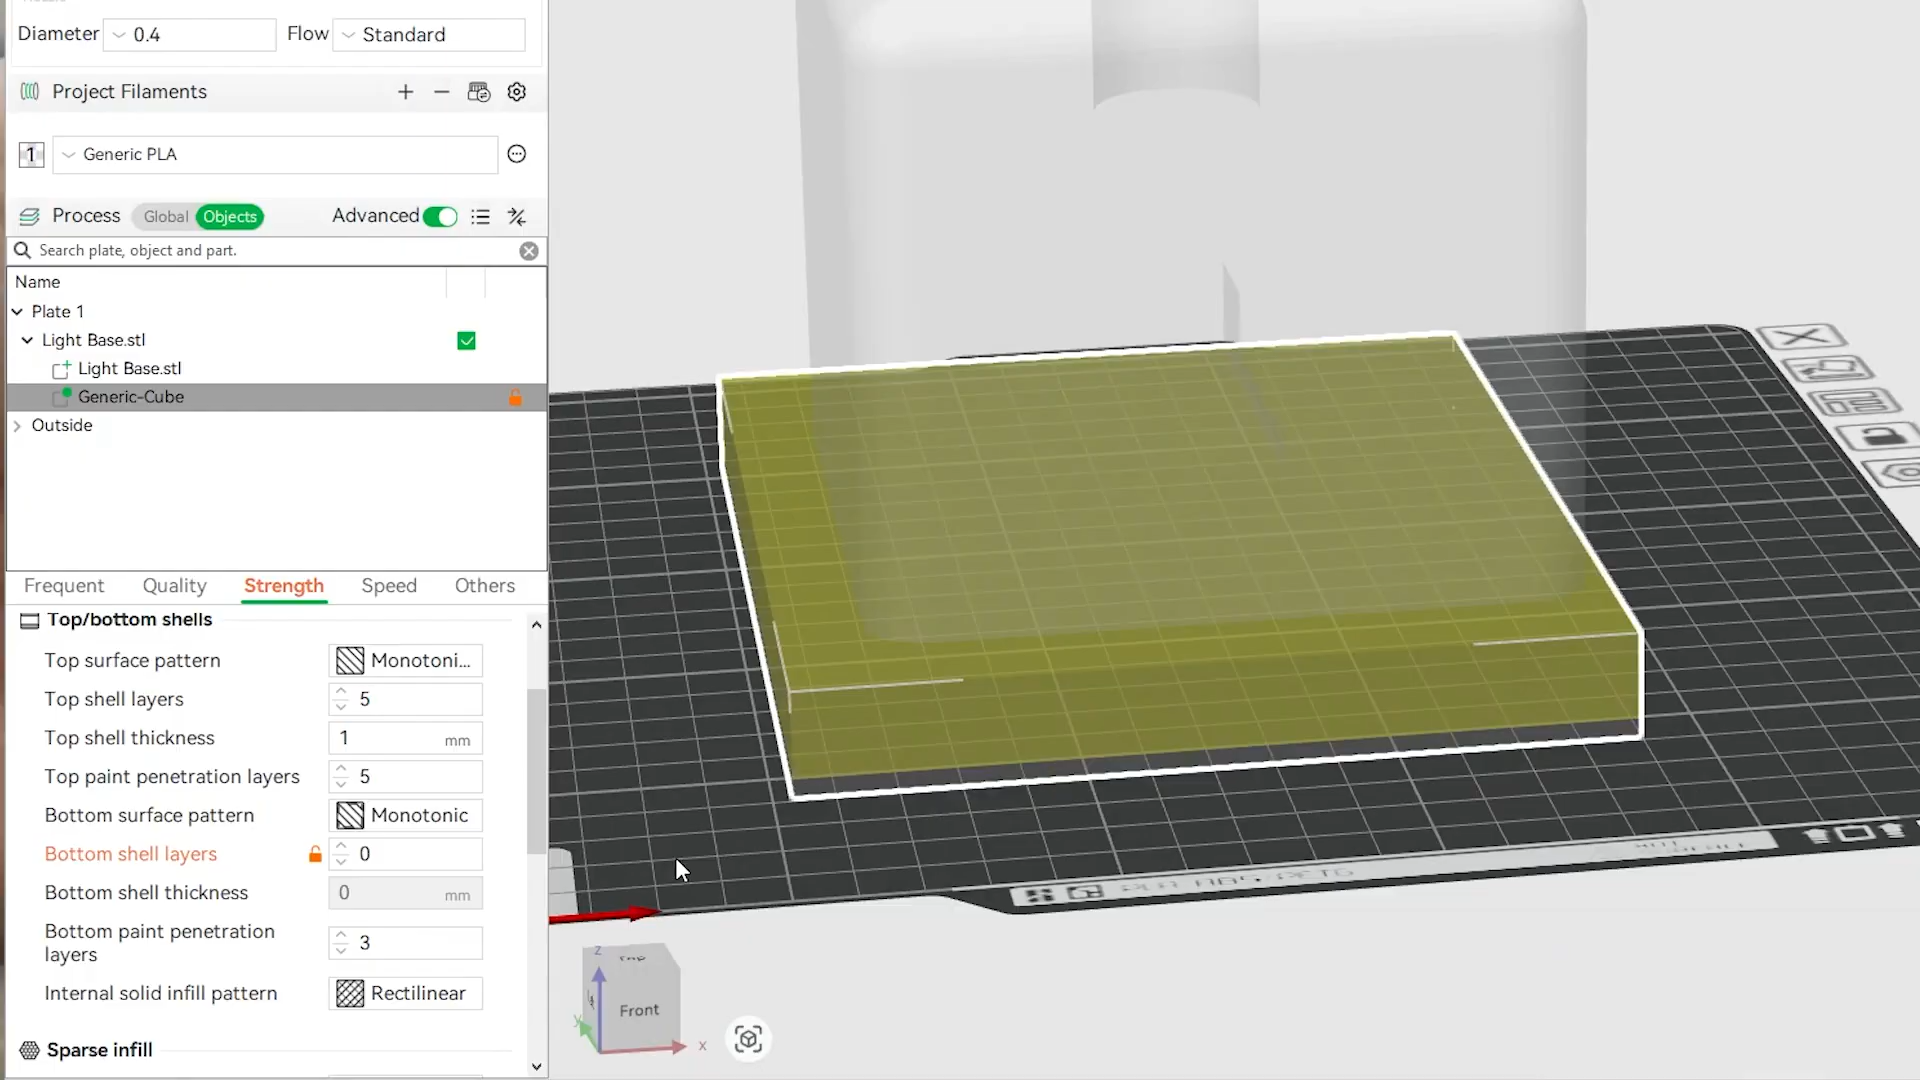 Diameter 0.4 Flow Standard
Project Filaments
1 Generic PLA
Process Global Objects Advanced
Search plate, object and part.
Name
Plate 1
Light Base.stl
Light Base.stl
Generic-Cube
Outside
Frequent Quality Strength Speed Others
Top/bottom shells
Top surface pattern Monotoni...
Top shell layers 5
Top shell thickness 1 mm
Top paint penetration layers 5
Bottom surface pattern Monotonic
Bottom shell layers 0
Bottom shell thickness 0 mm
Bottom paint penetration
layers 3
Internal solid infill pattern Rectilinear
Sparse infill
z
Top
Front
y
x